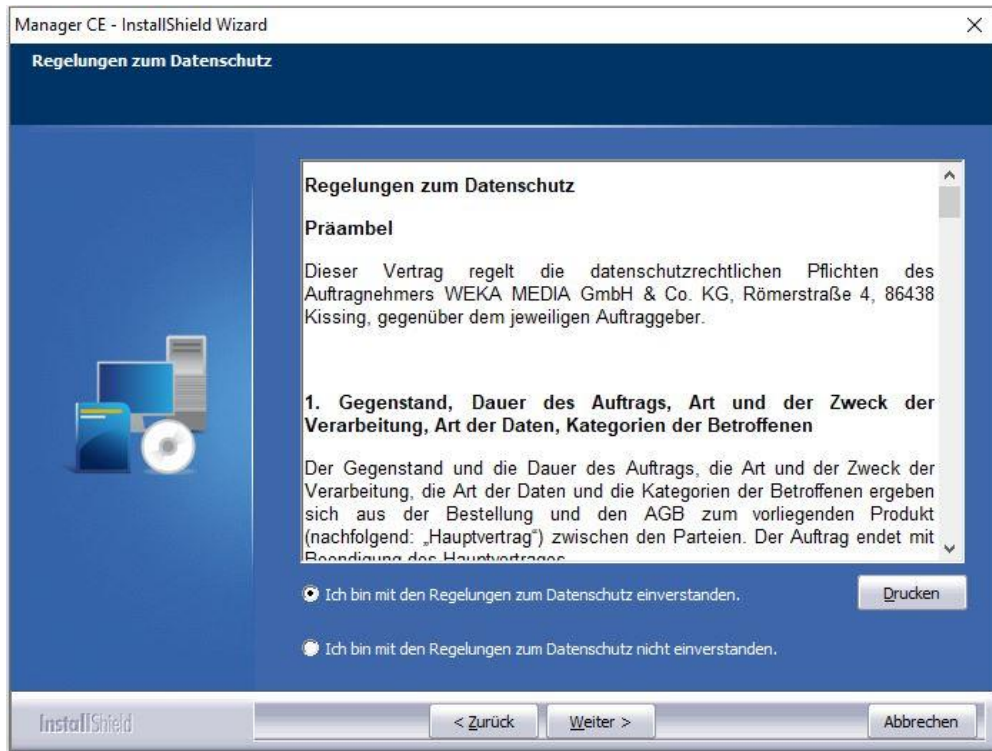 Manager CE - InstallShield Wizard
Regelungen zum Datenschutz
Regelungen zum Datenschutz
Präambel
Dieser Vertrag regelt die datenschutzrechtlichen Pflichten des
Auftragnehmers WEKA MEDIA GmbH & Co. KG, Römerstraße 4, 86438
Kissing, gegenüber dem jeweiligen Auftraggeber.
1. Gegenstand, Dauer des Auftrags, Art und der Zweck der
Verarbeitung, Art der Daten, Kategorien der Betroffenen
Der Gegenstand und die Dauer des Auftrags, die Art und der Zweck der
Verarbeitung, die Art der Daten und die Kategorien der Betroffenen ergeben
sich aus der Bestellung und den AGB zum vorliegenden Produkt
(nachfolgend: „Hauptvertrag") zwischen den Parteien. Der Auftrag endet mit
Beendigung des Hauptvertrages.
Ich bin mit den Regelungen zum Datenschutz einverstanden.
Drucken
Ich bin mit den Regelungen zum Datenschutz nicht einverstanden.
InstallShield
< Zurück
Weiter >
Abbrechen